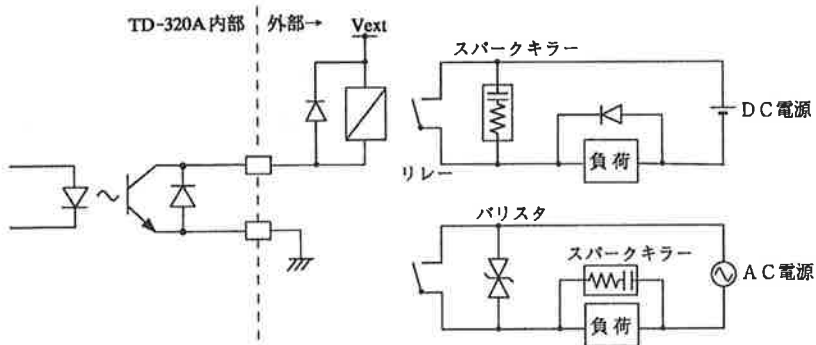 TD-320A内部
外部→
Vext
スパークキラー
DC電源
負荷
リレー
バリスタ
スパークキラー
AC電源
負荷